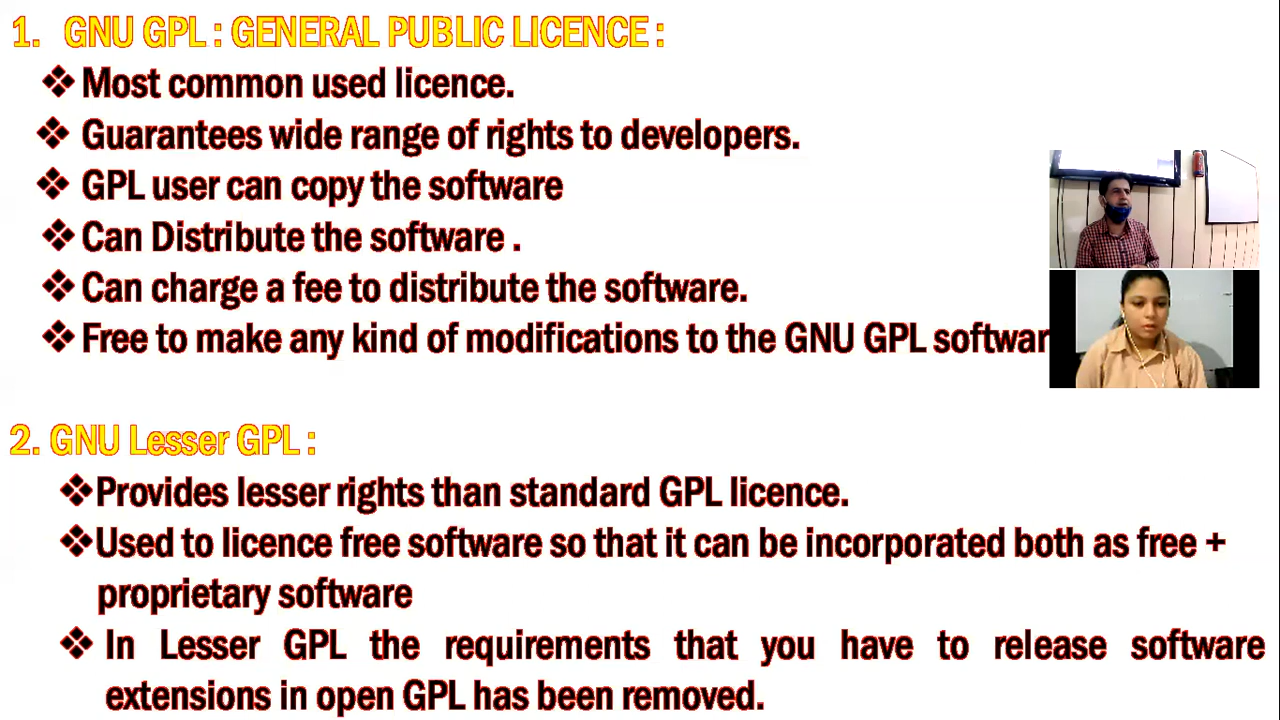 1. GNU GPL : GENERAL PUBLIC LICENCE :
❖ Most common used licence.
❖ Guarantees wide range of rights to developers.
❖ GPL user can copy the software
❖ Can Distribute the software .
❖ Can charge a fee to distribute the software.
❖ Free to make any kind of modifications to the GNU GPL softwar
2. GNU Lesser GPL :
❖Provides lesser rights than standard GPL licence.
❖Used to licence free software so that it can be incorporated both as free +
proprietary software
❖ In Lesser GPL the requirements that you have to release software
extensions in open GPL has been removed.